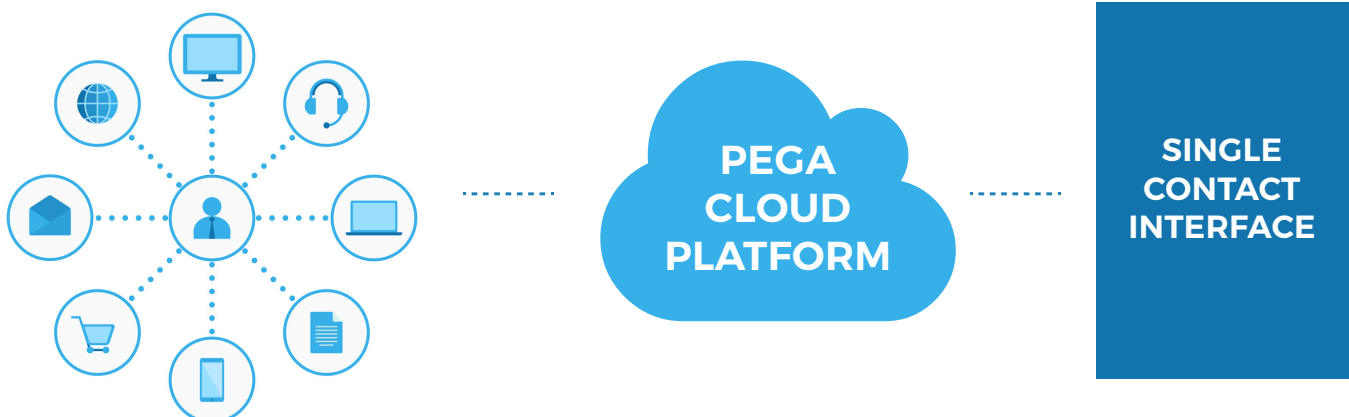 PEGA
CLOUD
PLATFORM
SINGLE
CONTACT
INTERFACE